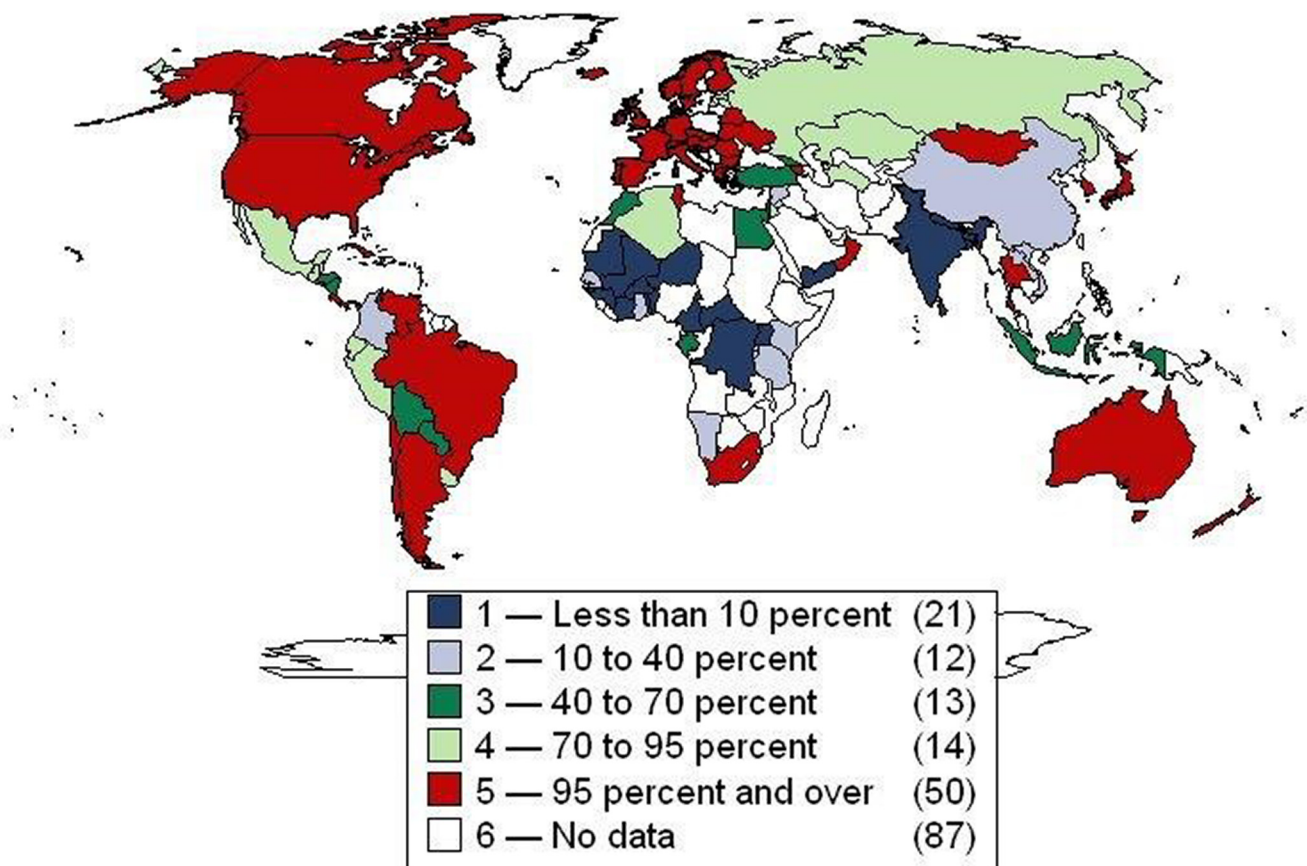 1 — Less than 10 percent (21)
2 — 10 to 40 percent (12)
3 — 40 to 70 percent (13)
4 — 70 to 95 percent (14)
5 — 95 percent and over (50)
6 — No data (87)